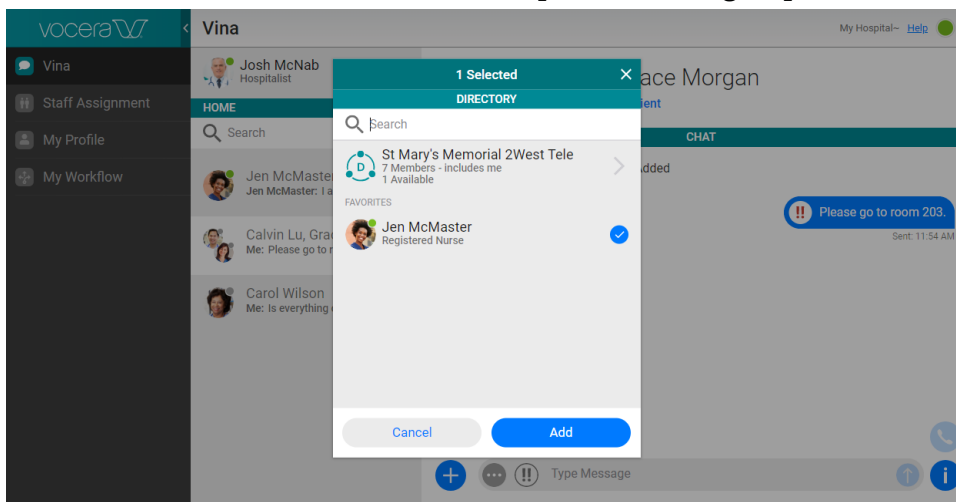 vocera
Vina
My Hospital~ Help
Vina
Staff Assignment
My Profile
My Workflow
Josh McNab
Hospitalist
HOME
Search
Jen McMaste
Jen McMaster: I a
Calvin Lu, Gra
Me: Please go to r
Carol Wilson
Me: Is everything
1 Selected
DIRECTORY
Search
D
St Mary's Memorial 2West Tele
7 Members - includes me
1 Available
FAVORITES
Jen McMaster
Registered Nurse
Cancel
Add
ace Morgan
ient
CHAT
dded
!! Please go to room 203.
Sent: 11:54 AM
!! Type Message
i